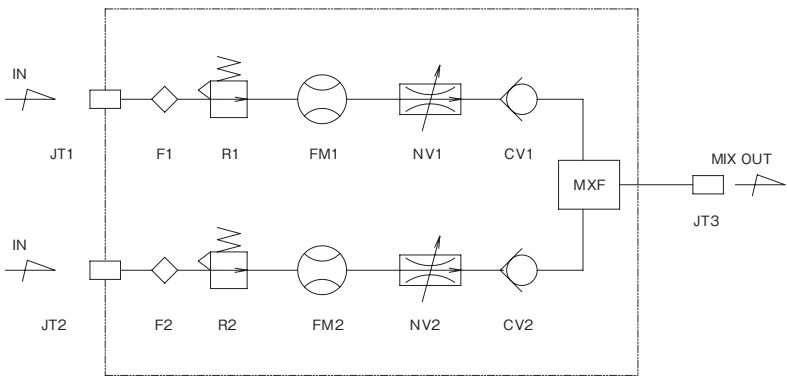 IN
JT1 F1 R1 FM1 NV1 CV1
MXF
MIX OUT
JT3
IN
JT2 F2 R2 FM2 NV2 CV2